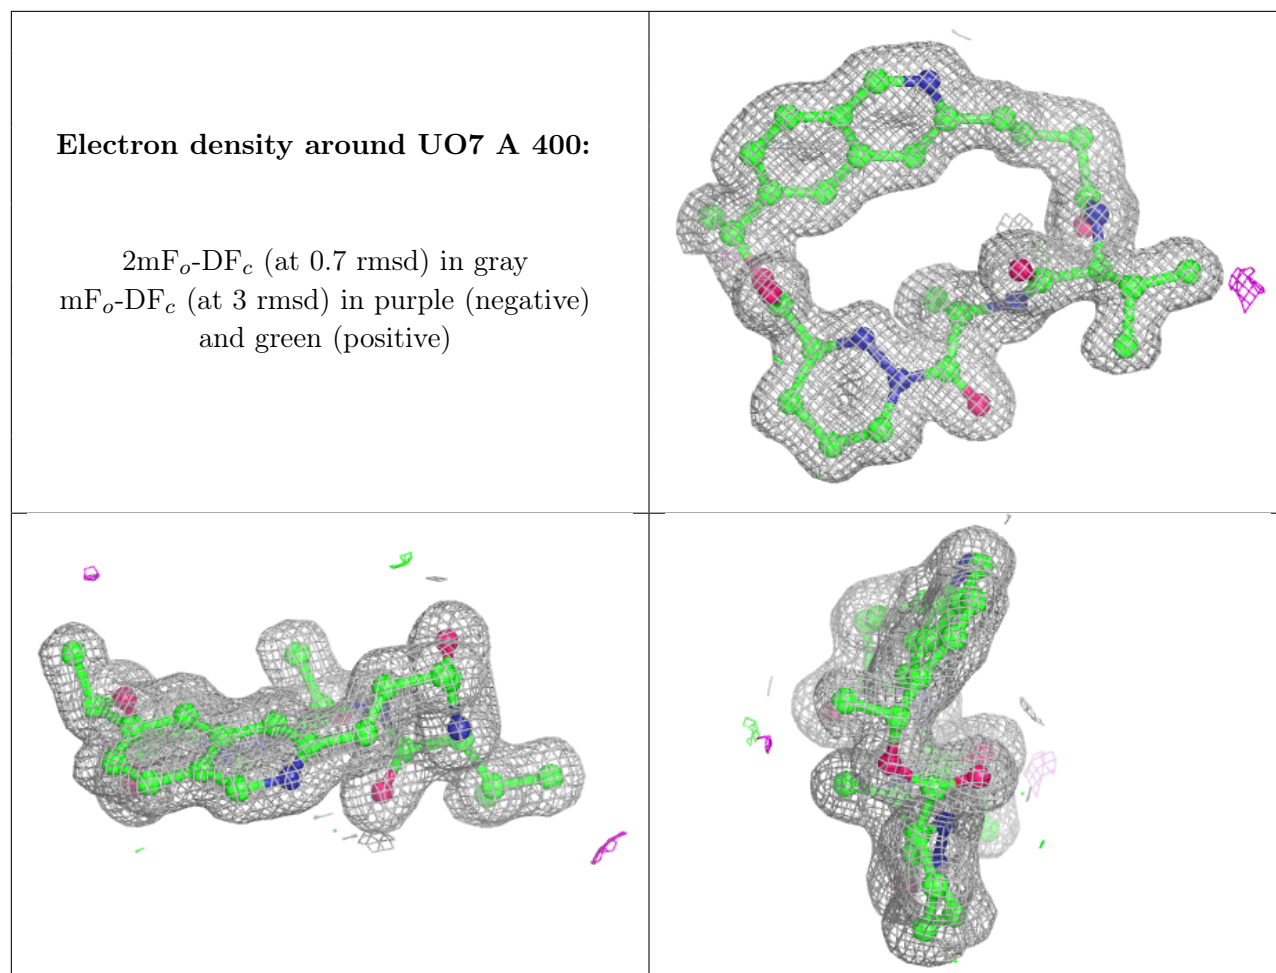 Electron density around UO7 A 400:
2mFo-DFc (at 0.7 rmsd) in gray
mFo-DFc (at 3 rmsd) in purple (negative)
and green (positive)